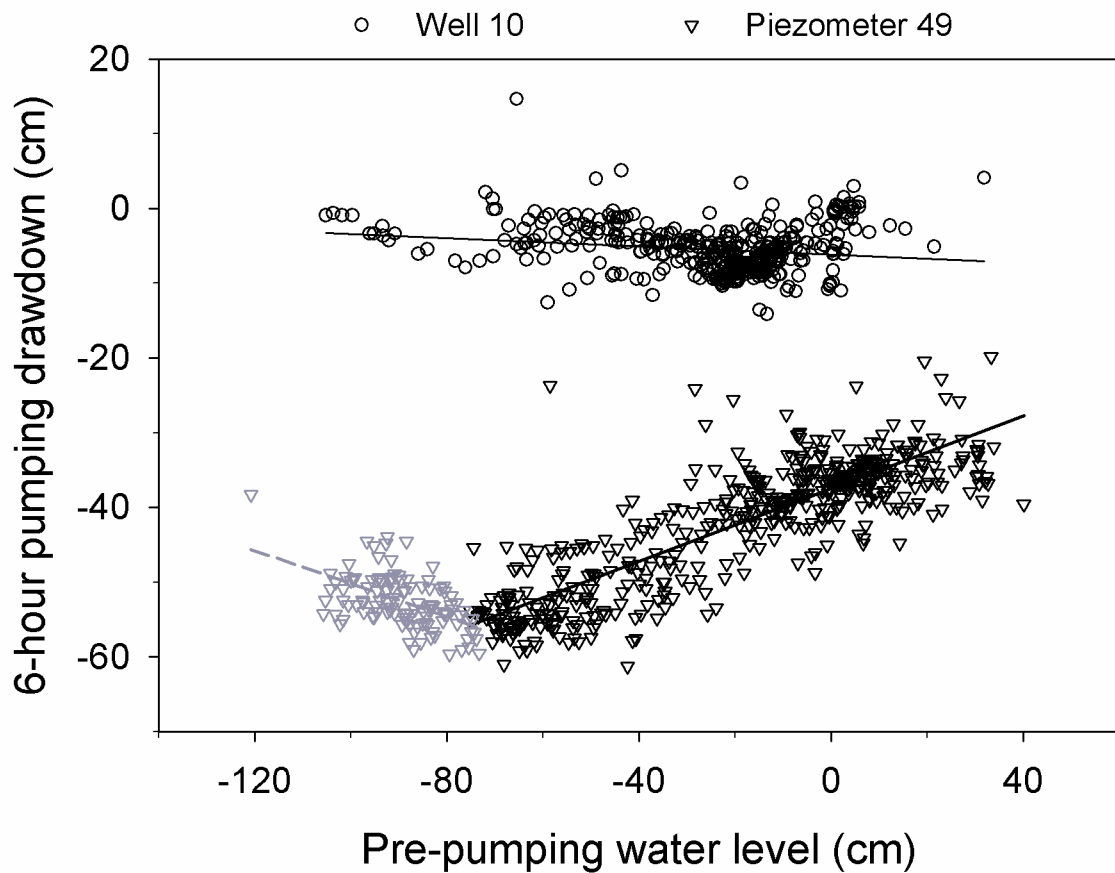 Well 10 Piezometer 49
20
0
-20
-40
-60
6-hour pumping drawdown (cm)
-120 -80 -40 0 40
Pre-pumping water level (cm)